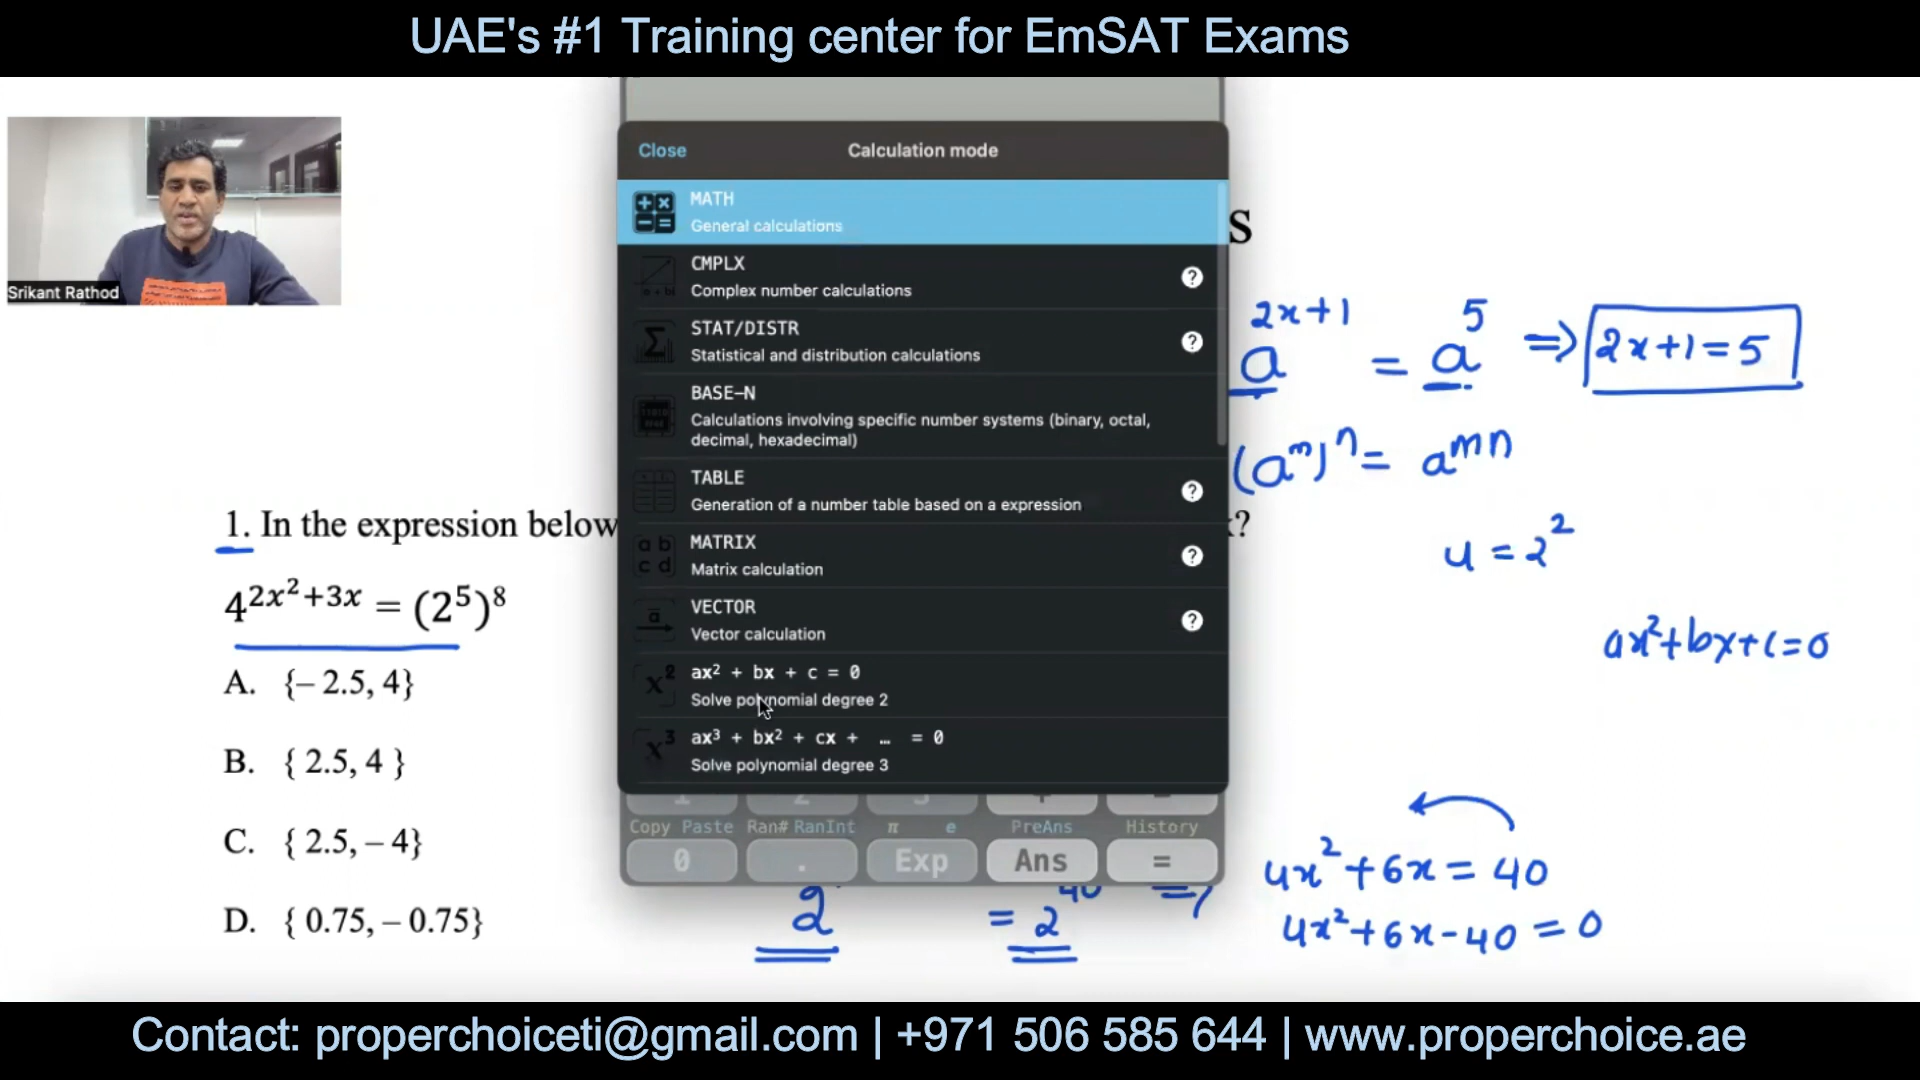 UAE's #1 Training center for EmSAT Exams
Srikant Rathod
Close
Calculation mode
MATH
General calculations
CMPLX
Complex number calculations
STAT/DISTR
Statistical and distribution calculations
BASE-N
Calculations involving specific number systems (binary, octal,
decimal, hexadecimal)
TABLE
Generation of a number table based on a expression
MATRIX
Matrix calculation
VECTOR
Vector calculation
ax² + bx + c = 0
Solve polynomial degree 2
ax³ + bx² + cx + … = 0
Solve polynomial degree 3
Copy Paste Ran# RanInt π e PreAns History
0 . Exp Ans =
s
a^{2x+1} = a^5 ⇒ 2x+1=5
(a^m)^n = a^{mn}
4 = 2²
ax²+bx+c=0
1. In the expression below
?
4^{2x²+3x} = (2⁵)⁸
A. {– 2.5, 4}
B. { 2.5, 4 }
C. { 2.5, – 4}
D. { 0.75, – 0.75}
2 = 2^{40} ⇒
4x²+6x = 40
4x²+6x-40 = 0
Contact: properchoiceti@gmail.com | +971 506 585 644 | www.properchoice.ae